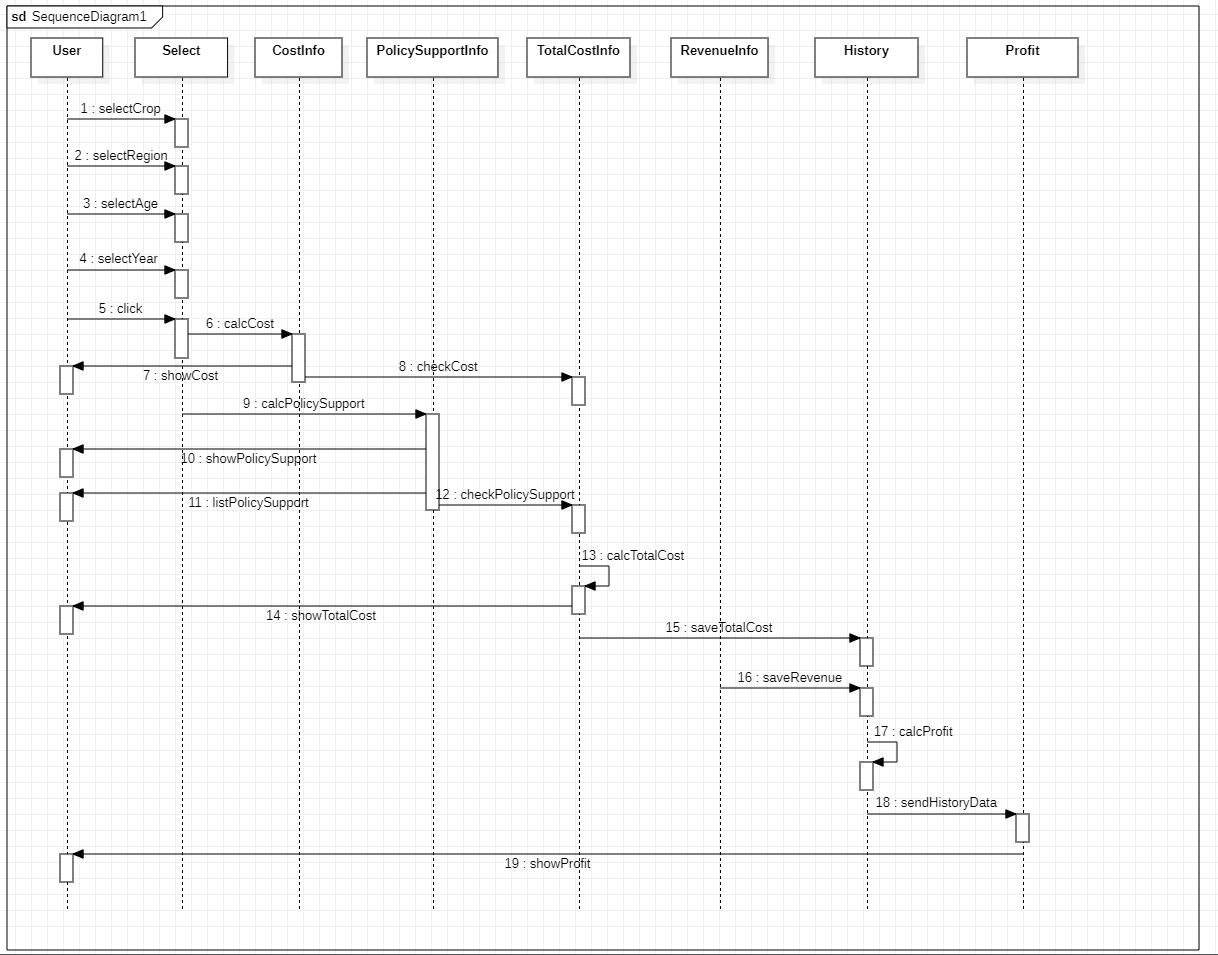 sd SequenceDiagram1
User
Select
CostInfo
PolicySupportInfo
TotalCostInfo
RevenueInfo
History
Profit
1 : selectCrop
2 : selectRegion
3 : selectAge
4 : selectYear
5 : click
6 : calcCost
7 : showCost
8 : checkCost
9 : calcPolicySupport
10 : showPolicySupport
11 : listPolicySupport
12 : checkPolicySupport
13 : calcTotalCost
14 : showTotalCost
15 : saveTotalCost
16 : saveRevenue
17 : calcProfit
18 : sendHistoryData
19 : showProfit